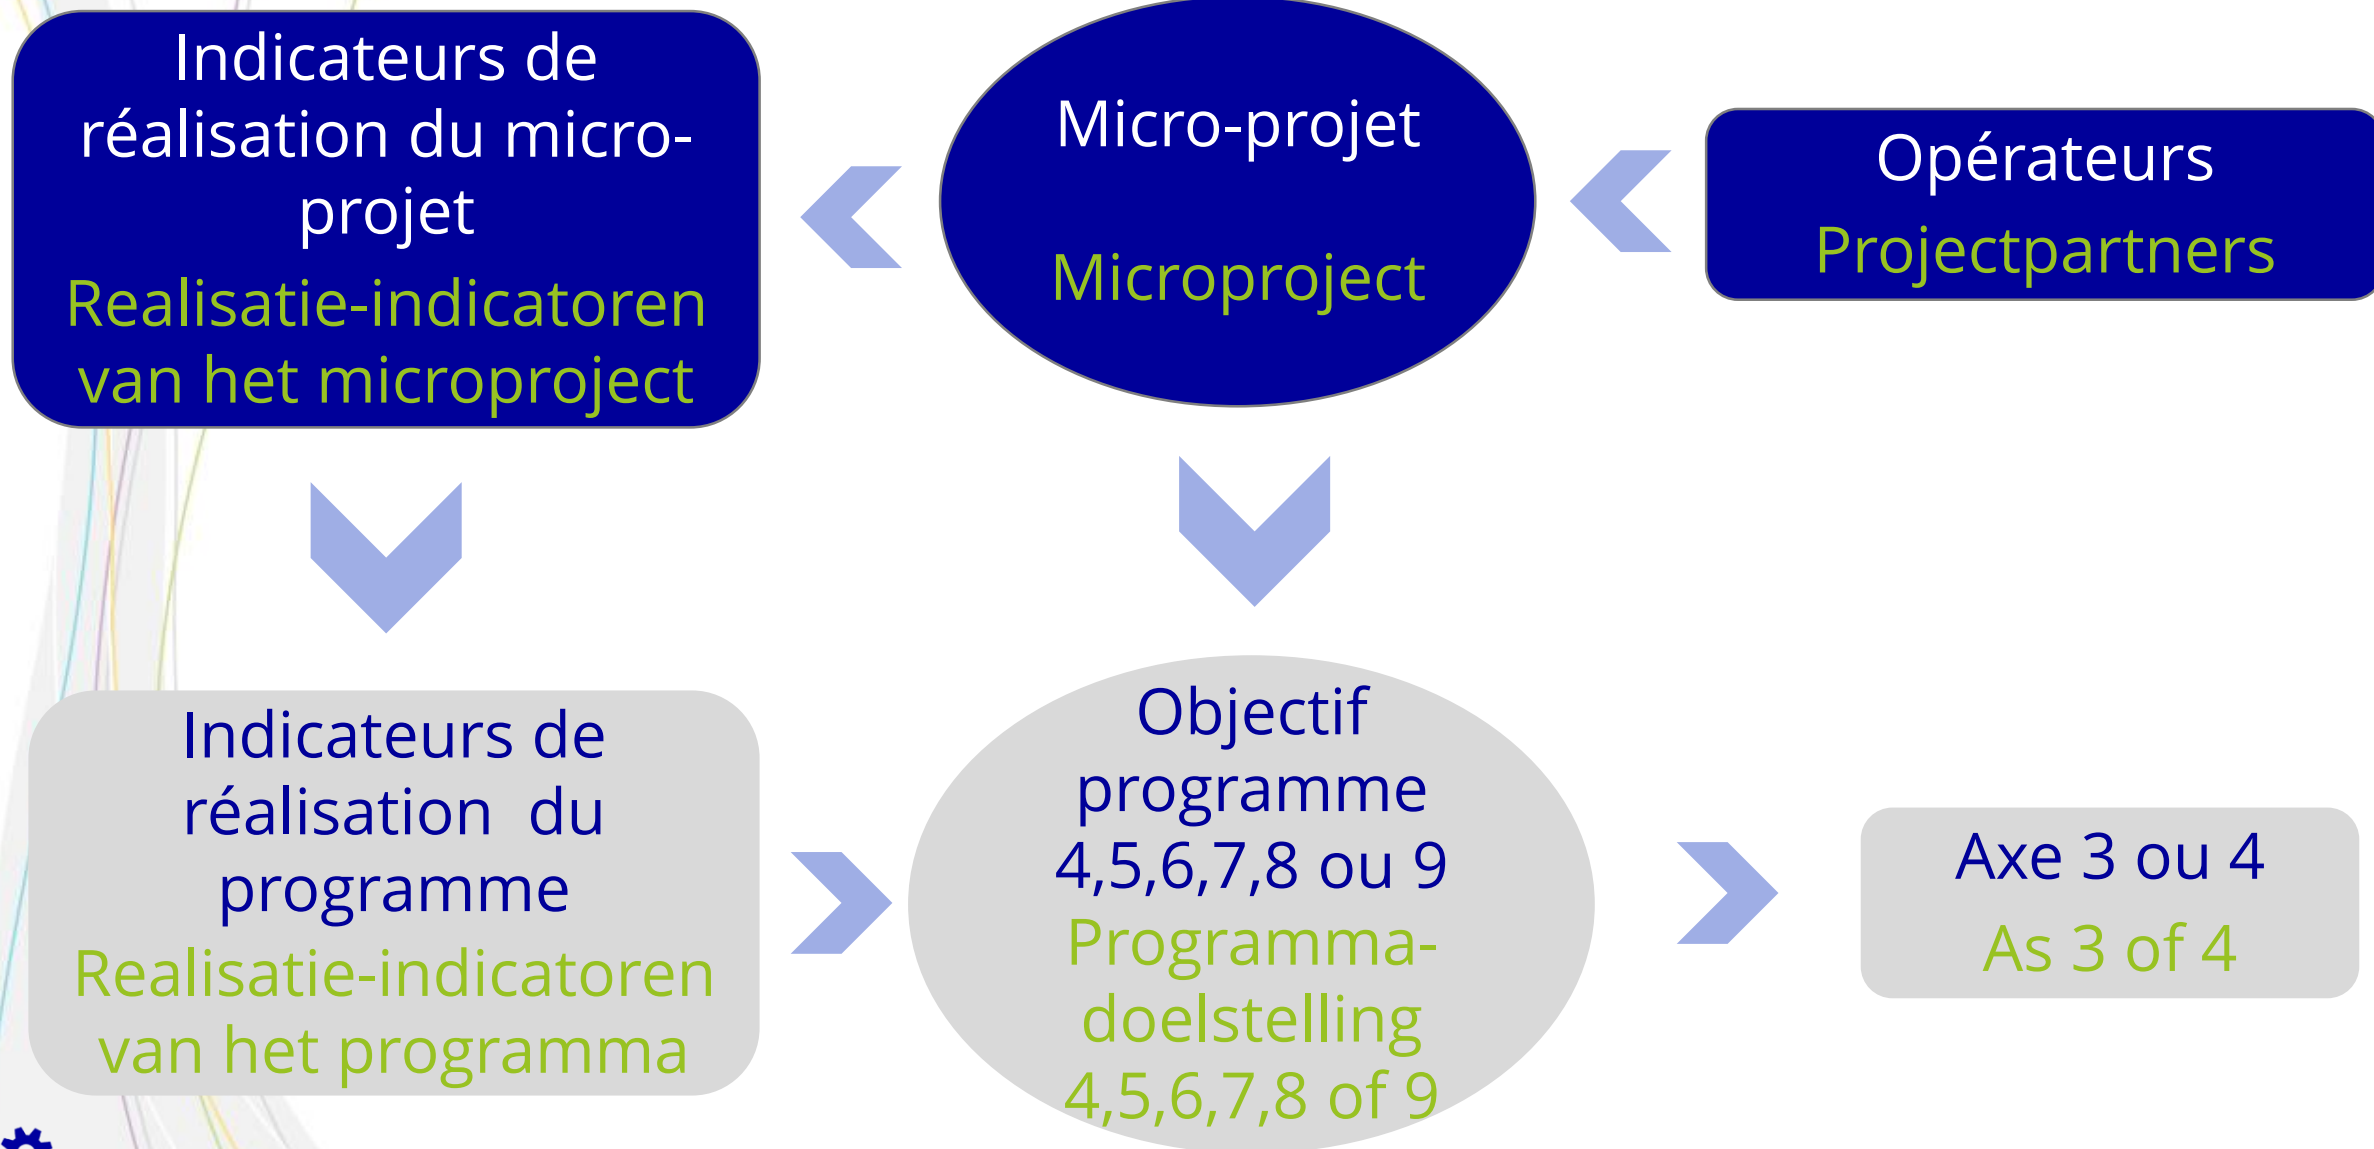 Indicateurs de
réalisation du micro-
projet
Realisatie-indicatoren
van het microproject
Micro-projet
Microproject
Opérateurs
Projectpartners
Indicateurs de
réalisation du
programme
Realisatie-indicatoren
van het programma
Objectif
programme
4,5,6,7,8 ou 9
Programma-
doelstelling
4,5,6,7,8 of 9
Axe 3 ou 4
As 3 of 4